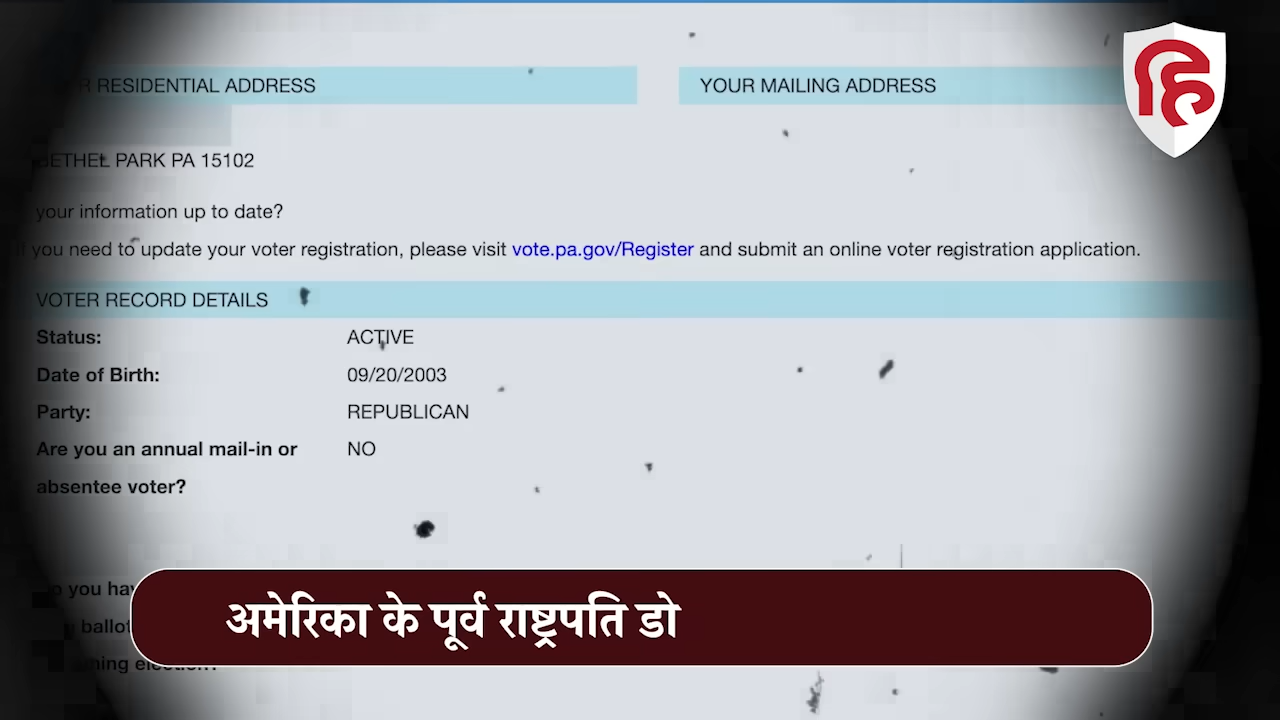 RESIDENTIAL ADDRESS
YOUR MAILING ADDRESS
BETHEL PARK PA 15102
your information up to date?
If you need to update your voter registration, please visit vote.pa.gov/Register and submit an online voter registration application.
VOTER RECORD DETAILS
Status: ACTIVE
Date of Birth: 09/20/2003
Party: REPUBLICAN
Are you an annual mail-in or NO
absentee voter?
you
अमेरिका के पूर्व राष्ट्रपति डो